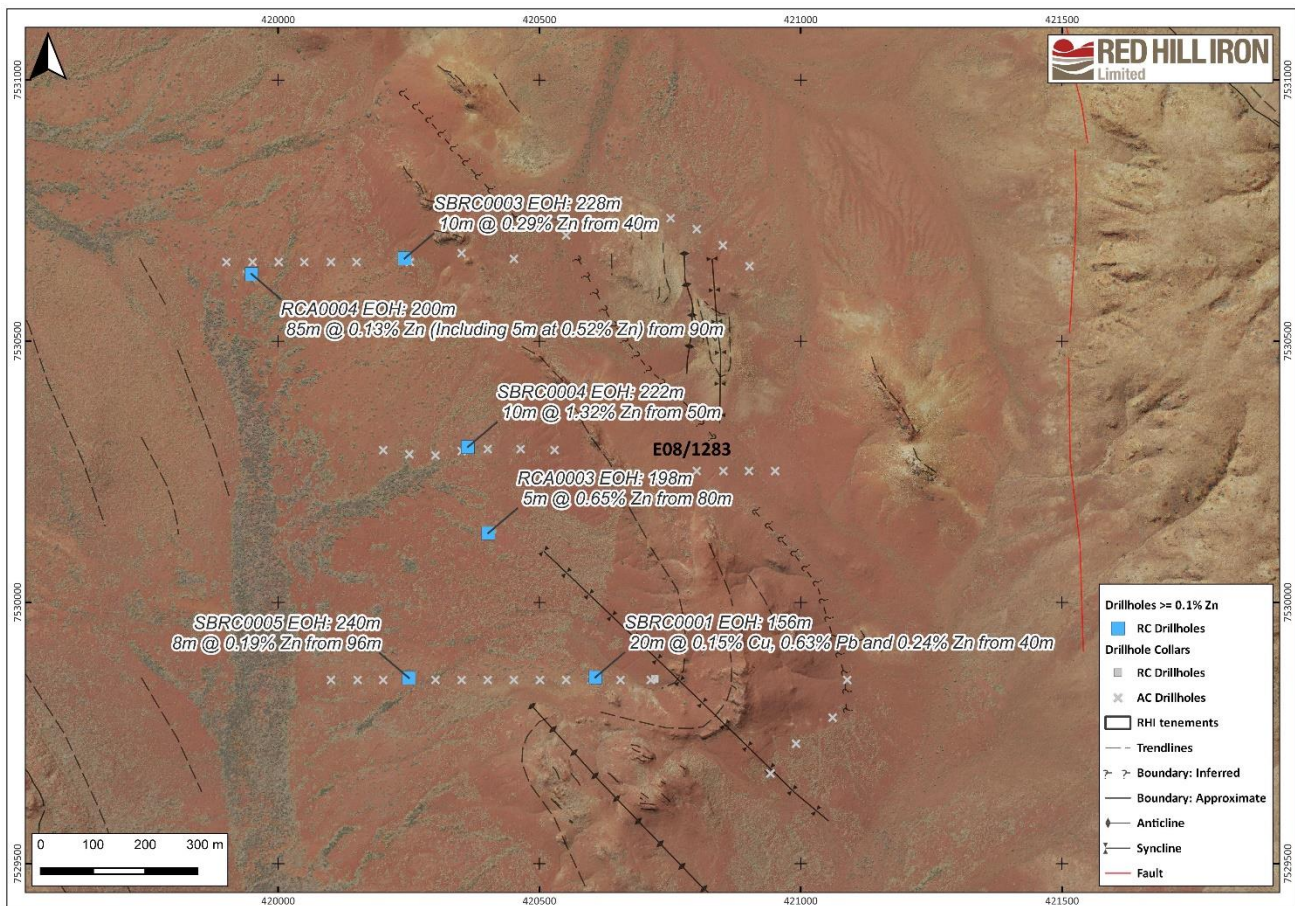 420000 420500 421000 421500
RED HILL IRON
Limited
7531000 7531000
SBRC0003 EOH: 228m
10m @ 0.29% Zn from 40m
RCA0004 EOH: 200m
85m @ 0.13% Zn (Including 5m at 0.52% Zn) from 90m
7530500 7530500
SBRC0004 EOH: 222m
10m @ 1.32% Zn from 50m
E08/1283
RCA0003 EOH: 198m
5m @ 0.65% Zn from 80m
7530000 7530000
SBRC0005 EOH: 240m
8m @ 0.19% Zn from 96m
SBRC0001 EOH: 156m
20m @ 0.15% Cu, 0.63% Pb and 0.24% Zn from 40m
Drillholes >= 0.1% Zn
RC Drillholes
Drillhole Collars
RC Drillholes
AC Drillholes
RHI tenements
Trendlines
Boundary: Inferred
Boundary: Approximate
Anticline
Syncline
Fault
0 100 200 300 m
7529500 7529500
420000 420500 421000 421500